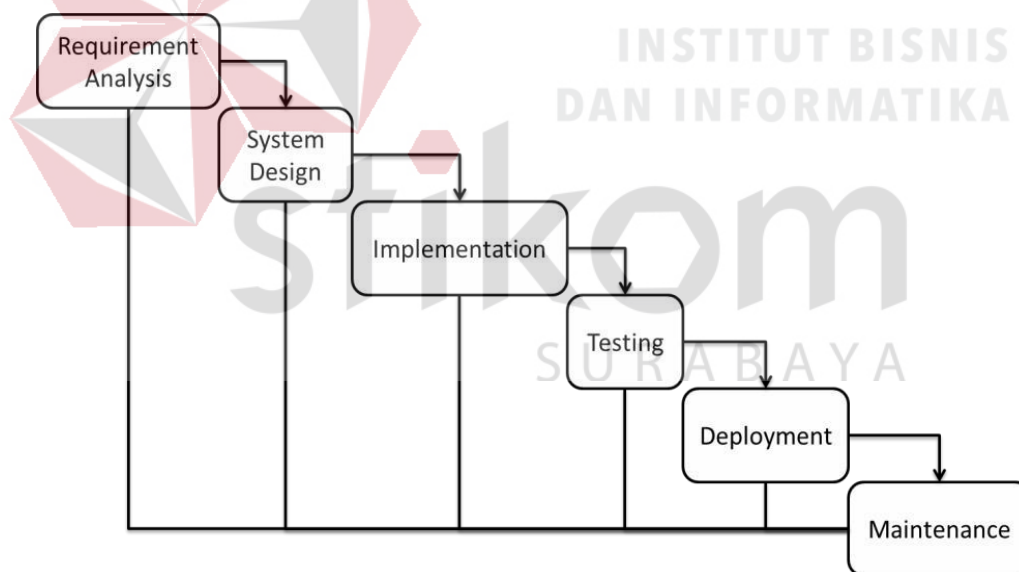 INSTITUT BISNIS
DAN INFORMATIKA
stikom
SURABAYA
Requirement
Analysis
System
Design
Implementation
Testing
Deployment
Maintenance